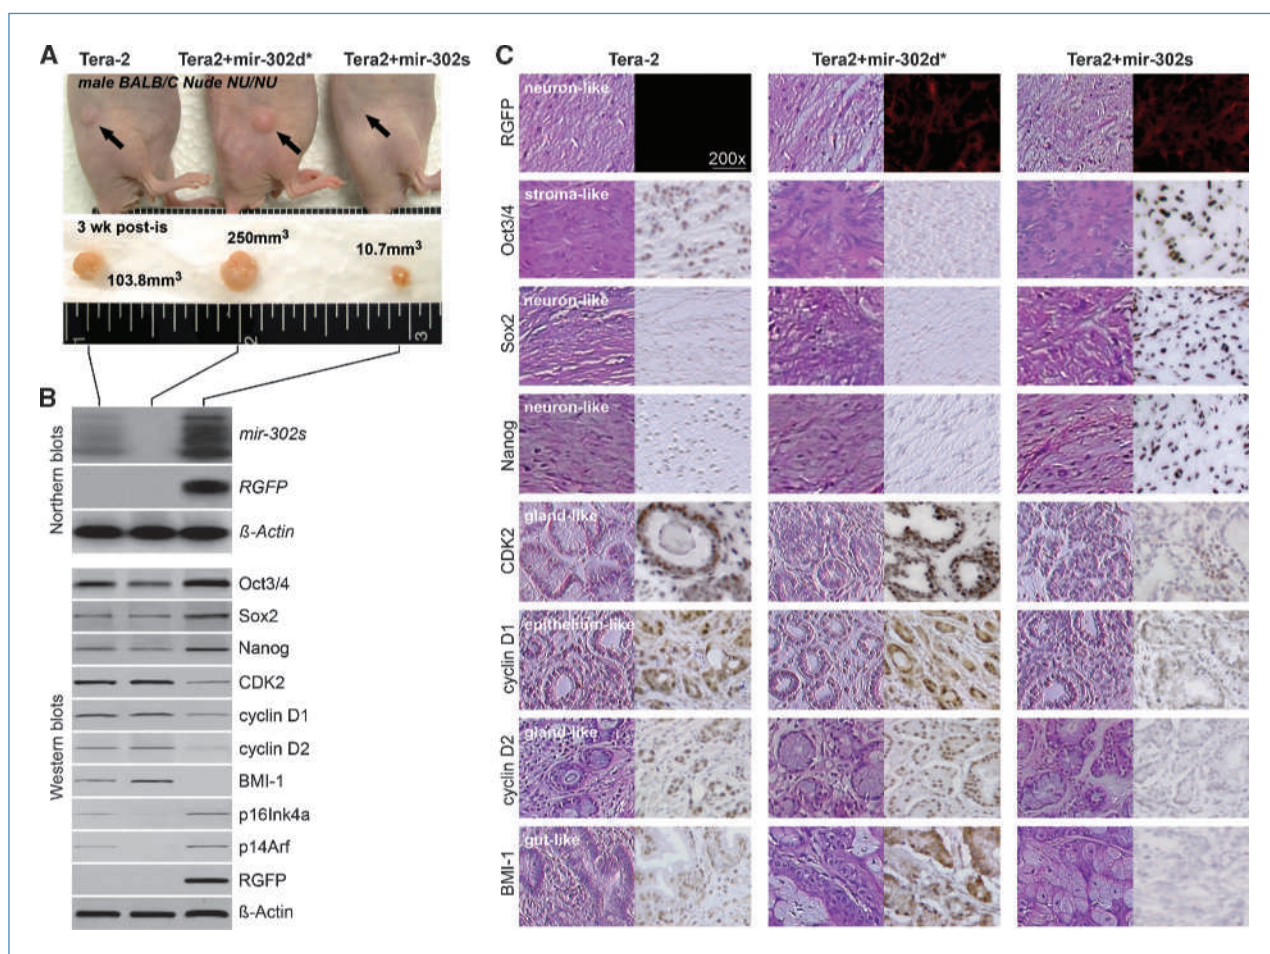 A
Tera-2 Tera2+mir-302d* Tera2+mir-302s
male BALB/C Nude NU/NU
3 wk post-is
103.8mm³
250mm³
10.7mm³
1 2 3
B
Northern blots
mir-302s
RGFP
ß-Actin
Western blots
Oct3/4
Sox2
Nanog
CDK2
cyclin D1
cyclin D2
BMI-1
p16Ink4a
p14Arf
RGFP
ß-Actin
C
Tera-2 Tera2+mir-302d* Tera2+mir-302s
RGFP
neuron-like
200x
Oct3/4
stroma-like
Sox2
neuron-like
Nanog
neuron-like
CDK2
gland-like
cyclin D1
epithelium-like
cyclin D2
gland-like
BMI-1
gut-like